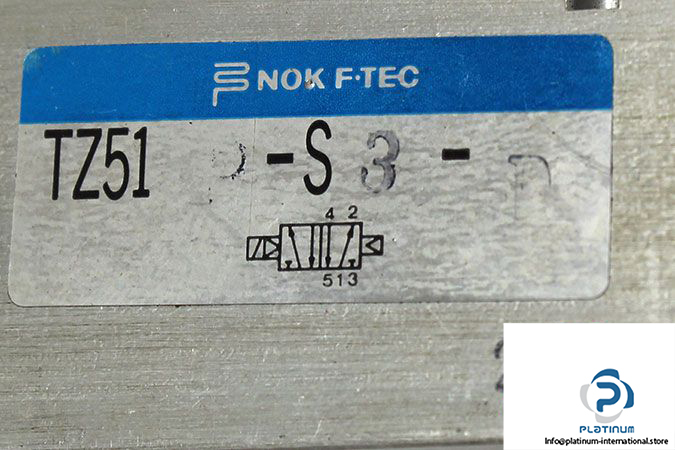 NOK F·TEC
TZ51 -S 3 -
4 2
513
PLATINUM
info@platinum-international.store